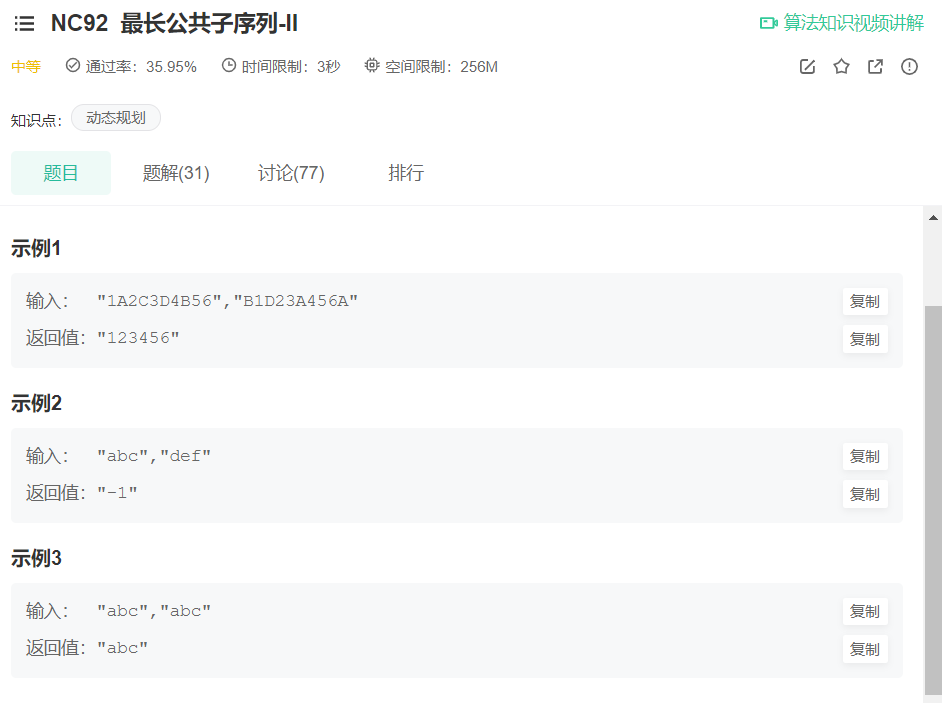 NC92 最长公共子序列-II 算法知识视频讲解
中等 通过率：35.95% 时间限制：3秒 空间限制：256M
知识点： 动态规划
题目 题解(31) 讨论(77) 排行
示例1
输入： "1A2C3D4B56","B1D23A456A" 复制
返回值："123456" 复制
示例2
输入： "abc","def" 复制
返回值："-1" 复制
示例3
输入： "abc","abc" 复制
返回值："abc" 复制